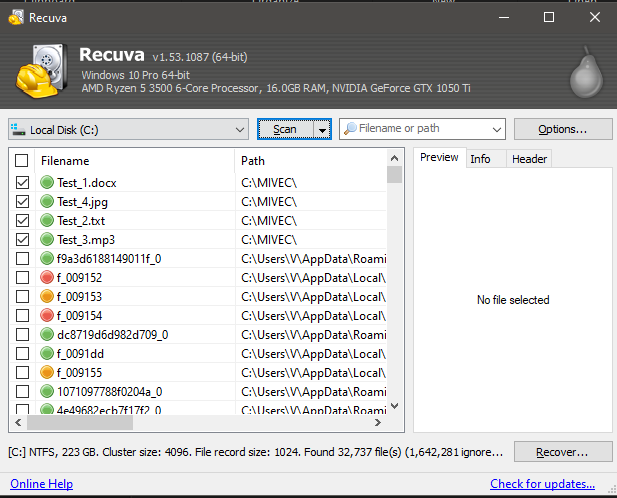 Recuva
Recuva v1.53.1087 (64-bit)
Windows 10 Pro 64-bit
AMD Ryzen 5 3500 6-Core Processor, 16.0GB RAM, NVIDIA GeForce GTX 1050 Ti
Local Disk (C:) Scan Filename or path Options...
Filename Path Preview Info Header
Test_1.docx C:\MIVEC\
Test_4.jpg C:\MIVEC\
Test_2.txt C:\MIVEC\
Test_3.mp3 C:\MIVEC\
f9a3d6188149011f_0 C:\Users\V\AppData\Roami
f_009152 C:\Users\V\AppData\Local\
f_009153 C:\Users\V\AppData\Local\
No file selected
f_009154 C:\Users\V\AppData\Local\
dc8719d6d982d709_0 C:\Users\V\AppData\Roami
f_0091dd C:\Users\V\AppData\Local\
f_009155 C:\Users\V\AppData\Local\
1071097788f0204a_0 C:\Users\V\AppData\Roami
4e49682ecb7f17f2_0 C:\Users\V\AppData\Roami
[C:] NTFS, 223 GB. Cluster size: 4096. File record size: 1024. Found 32,737 file(s) (1,642,281 ignore... Recover...
Online Help Check for updates...